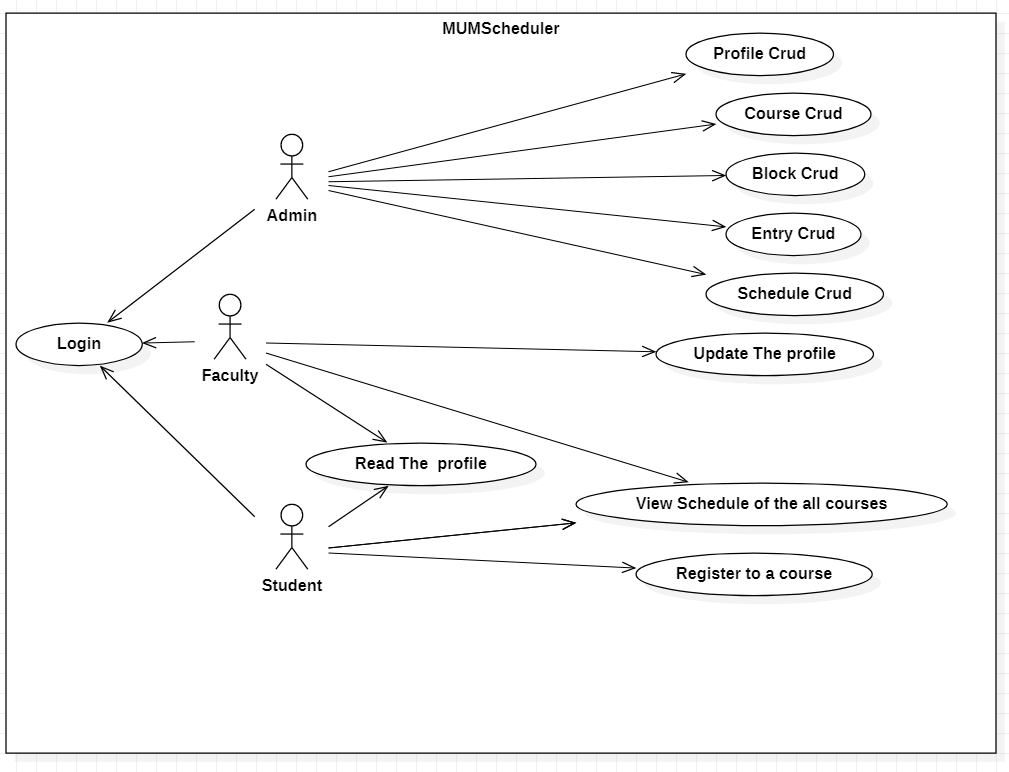 MUMScheduler
Profile Crud
Course Crud
Block Crud
Admin
Entry Crud
Schedule Crud
Login
Update The profile
Faculty
Read The  profile
View Schedule of the all courses
Register to a course
Student